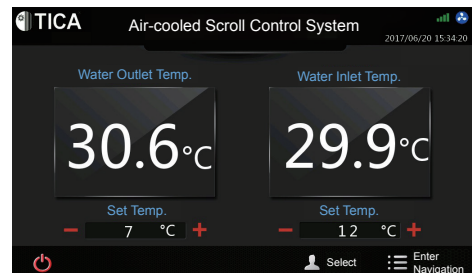 TICA
Air-cooled Scroll Control System
2017/06/20 15:34:20
Water Outlet Temp.
Water Inlet Temp.
30.6°C
29.9°C
Set Temp.
Set Temp.
− 7 °C +
− 12 °C +
Select
Enter
Navigation